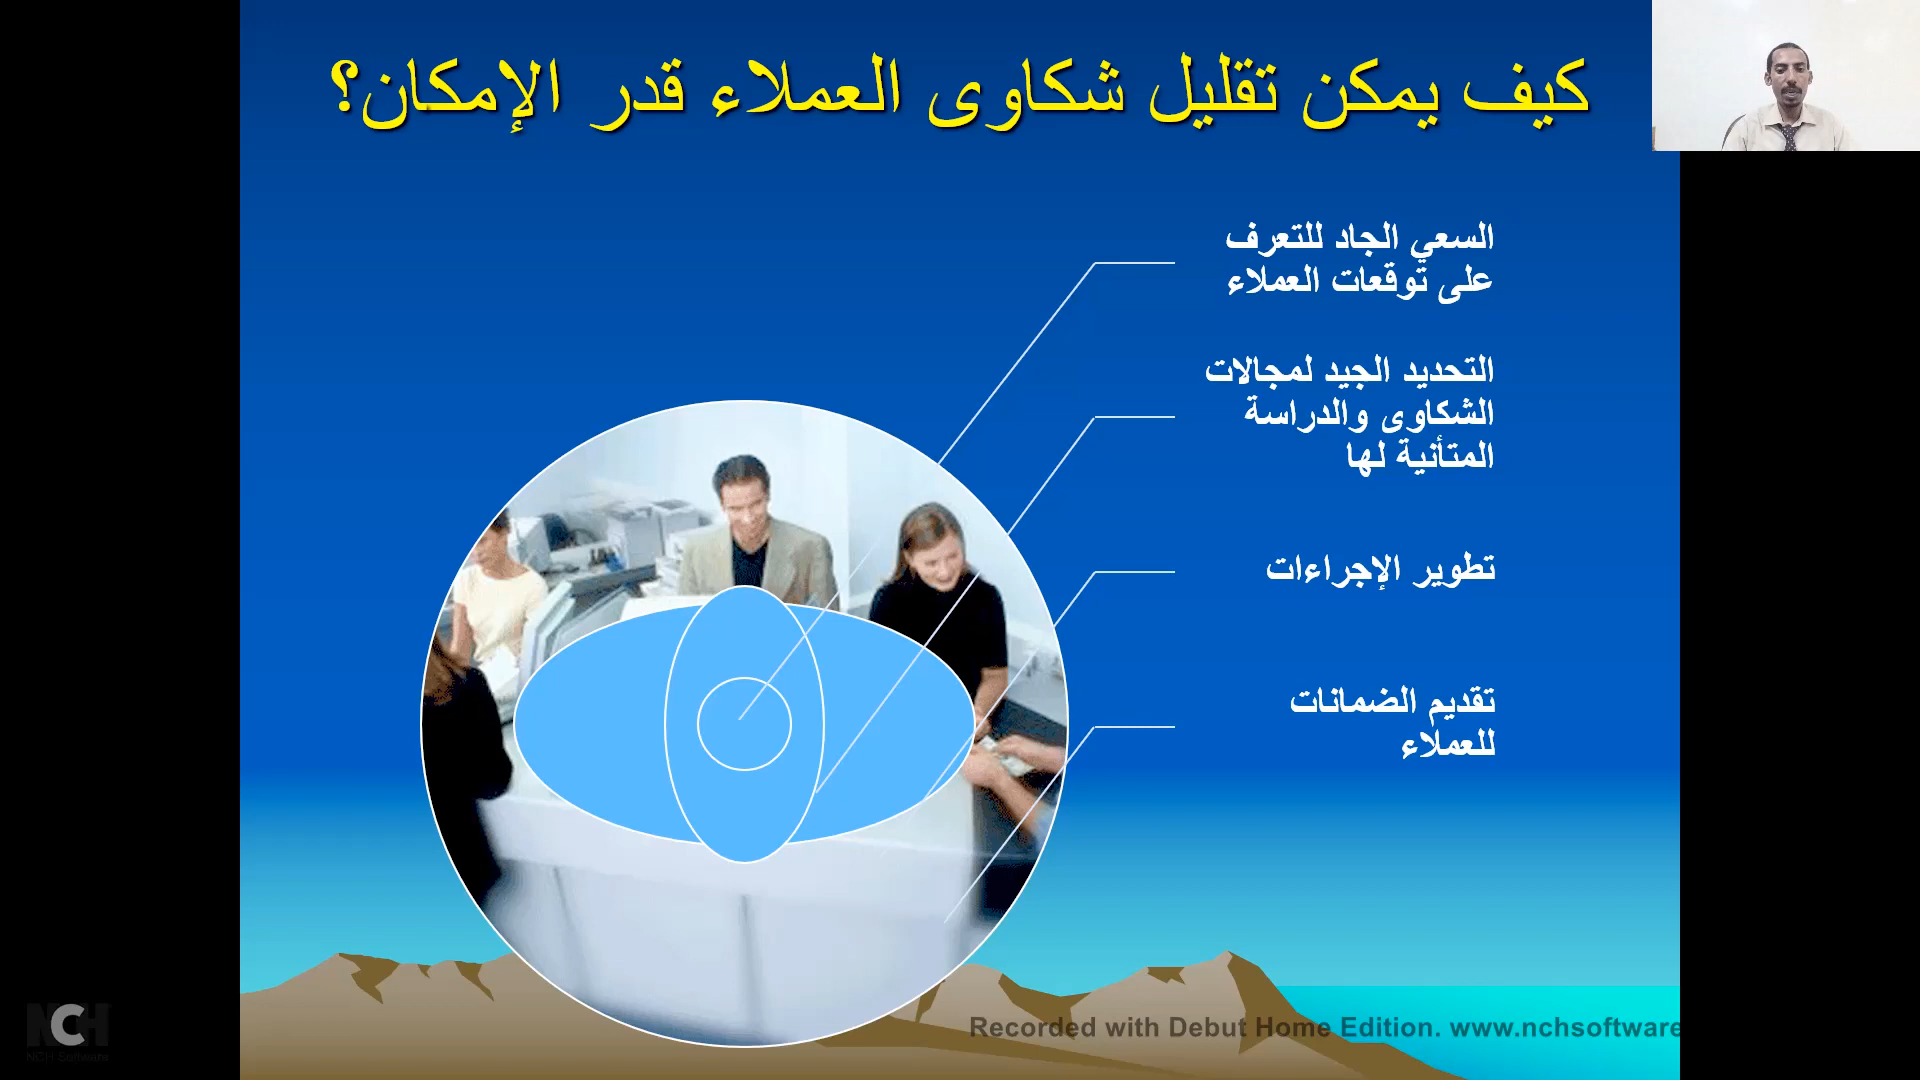 كيف يمكن تقليل شكاوى العملاء قدر الإمكان؟
السعي الجاد للتعرف
على توقعات العملاء
التحديد الجيد لمجالات
الشكاوى والدراسة
المتأنية لها
تطوير الإجراءات
تقديم الضمانات
للعملاء
NCH
NCH Software
Recorded with Debut Home Edition. www.nchsoftware